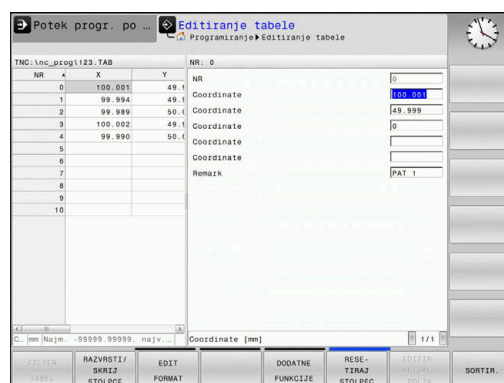 Potek progr. po ...
Editiranje tabele
Programiranje Editiranje tabele
TNC:\nc_prog\123.TAB
NR: 0
NR X Y
0 100.001 49.9
1 99.994 49.9
2 99.989 50.0
3 100.002 49.9
4 99.990 50.0
5
6
7
8
9
10
NR 0
Coordinate 100.001
Coordinate 49.999
Coordinate 0
Coordinate
Coordinate
Remark PAT 1
C.. mm Najm. -99999.99999, najv....
Coordinate [mm] 1/1
FILTER TABEL
RAZVRSTI/ SKRIJ STOLPCE
EDIT FORMAT
DODATNE FUNKCIJE
RESE- TIRAJ STOLPEC
EDITIR. AKTUAL. POLJA
SORTIR.